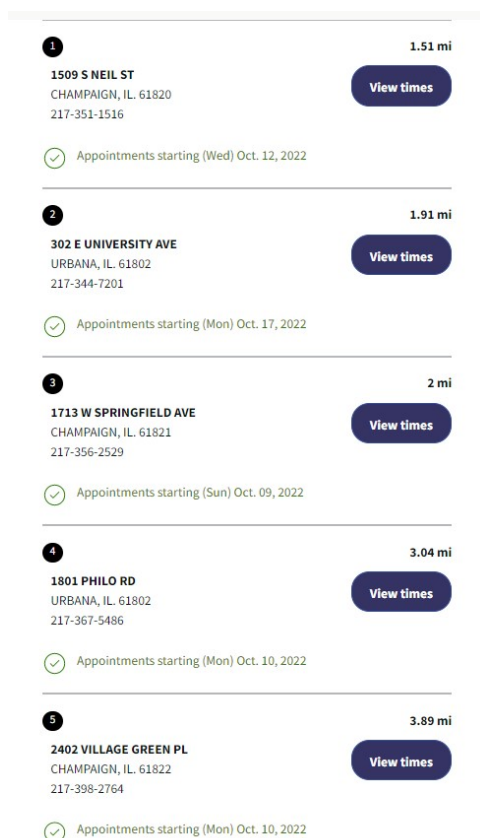 1
1.51 mi
1509 S NEIL ST
View times
CHAMPAIGN, IL. 61820
217-351-1516
Appointments starting (Wed) Oct. 12, 2022
2
1.91 mi
302 E UNIVERSITY AVE
View times
URBANA, IL. 61802
217-344-7201
Appointments starting (Mon) Oct. 17, 2022
3
2 mi
1713 W SPRINGFIELD AVE
View times
CHAMPAIGN, IL. 61821
217-356-2529
Appointments starting (Sun) Oct. 09, 2022
4
3.04 mi
1801 PHILO RD
View times
URBANA, IL. 61802
217-367-5486
Appointments starting (Mon) Oct. 10, 2022
5
3.89 mi
2402 VILLAGE GREEN PL
View times
CHAMPAIGN, IL. 61822
217-398-2764
Appointments starting (Mon) Oct. 10, 2022